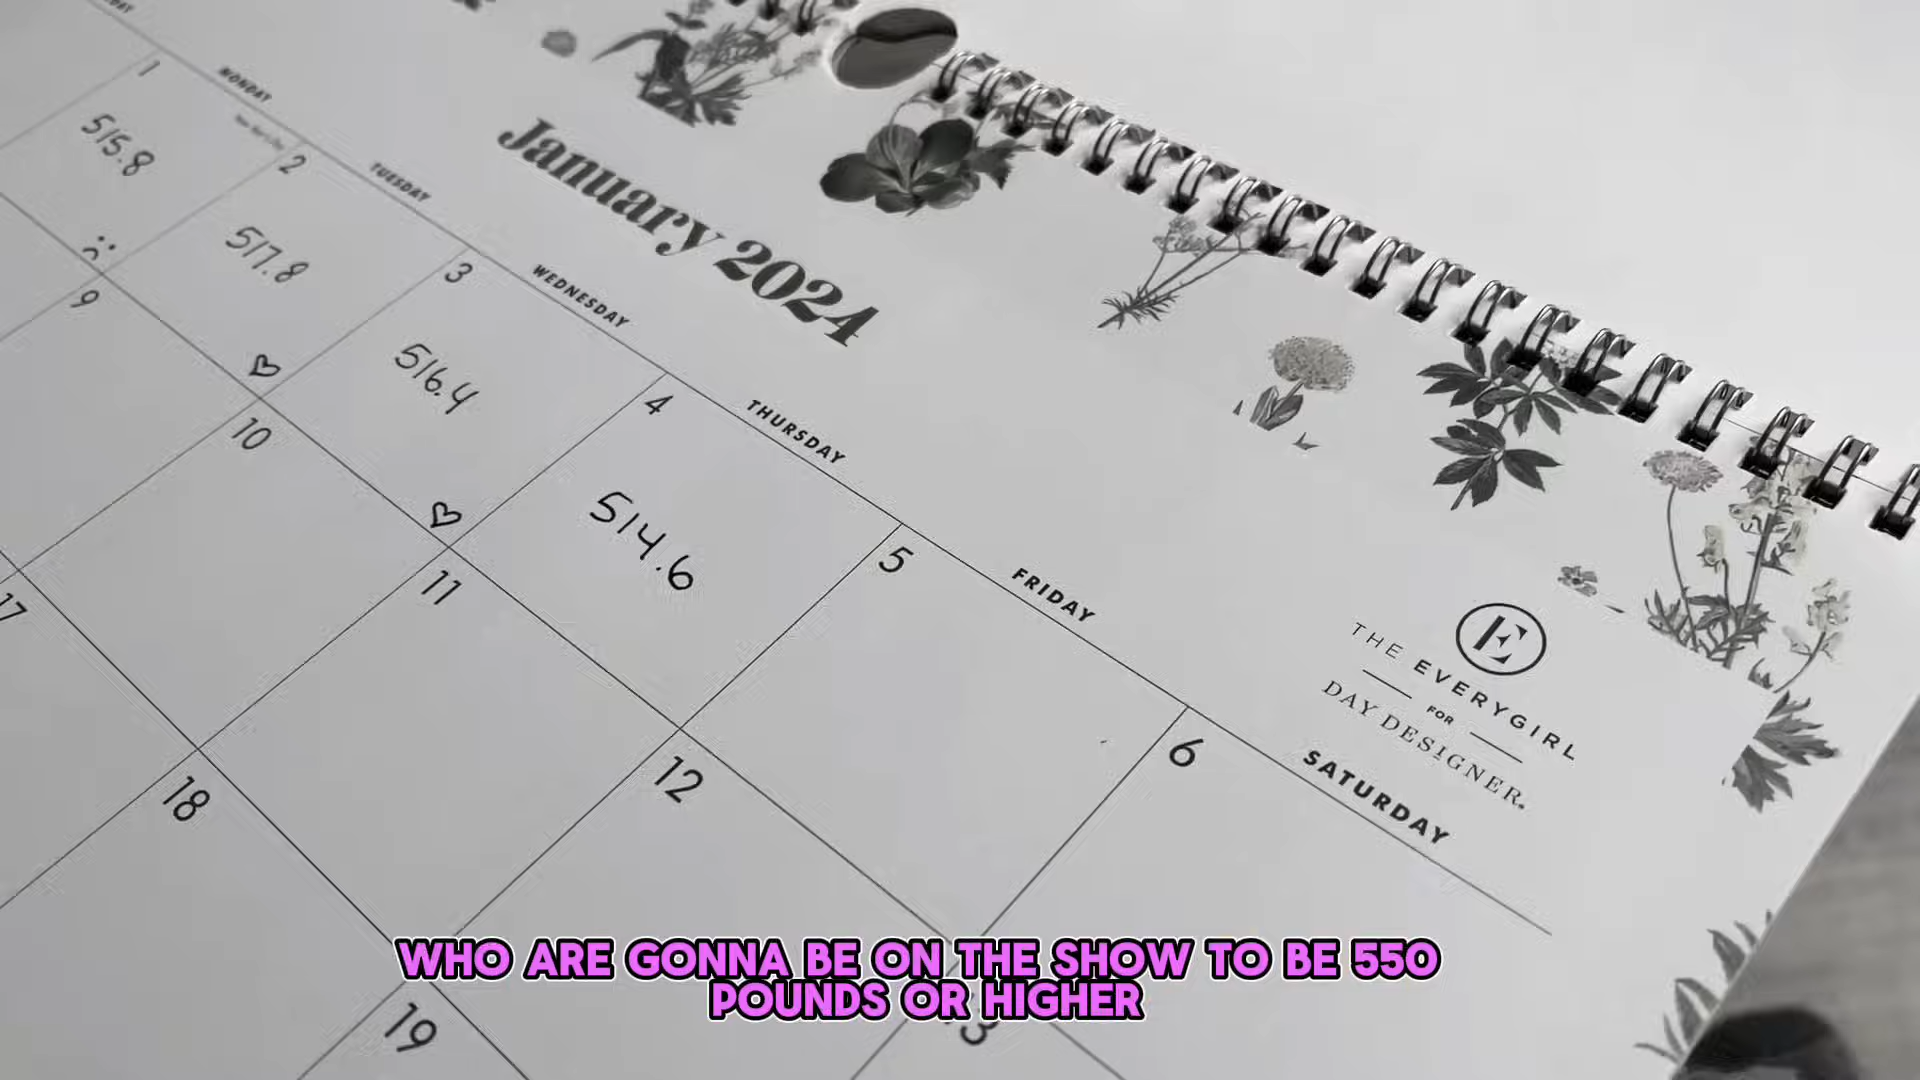 January 2024
MONDAY
TUESDAY
WEDNESDAY
THURSDAY
FRIDAY
SATURDAY
1
515.8
2
517.8
3
516.4
4
514.6
5
6
9
10
11
12
17
18
19
THE EVERYGIRL
FOR
DAY DESIGNER.
WHO ARE GONNA BE ON THE SHOW TO BE 550
POUNDS OR HIGHER